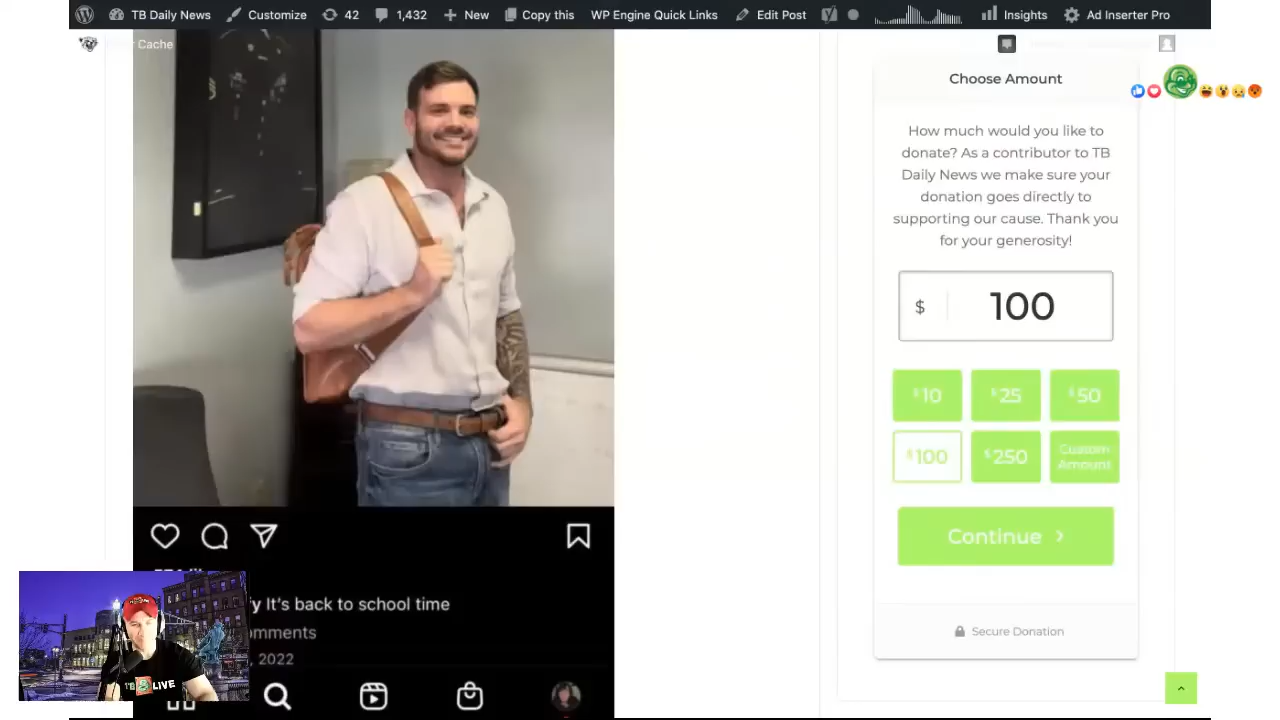 TB Daily News Customize 42 1,432 New Copy this WP Engine Quick Links Edit Post Insights Ad Inserter Pro
Cache
Choose Amount
How much would you like to
donate? As a contributor to TB
Daily News we make sure your
donation goes directly to
supporting our cause. Thank you
for your generosity!
$ 100
$10 $25 $50
$100 $250 Custom
Amount
Continue
Secure Donation
y It's back to school time
omments
, 2022
LIVE